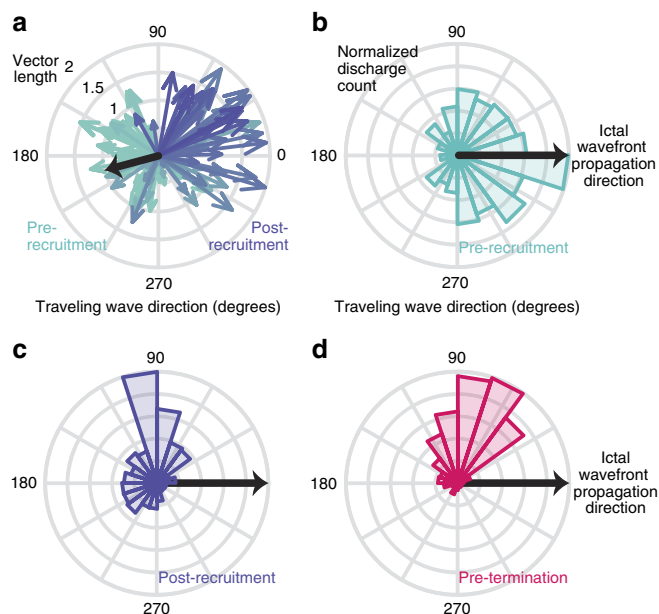 a
90
Vector
length
2
1.5
1
180
0
Pre-
recruitment
Post-
recruitment
270
Traveling wave direction (degrees)
b
90
Normalized
discharge
count
180
Ictal
wavefront
propagation
direction
Pre-recruitment
270
Traveling wave direction (degrees)
c
90
180
Post-recruitment
270
d
90
180
Ictal
wavefront
propagation
direction
Pre-termination
270